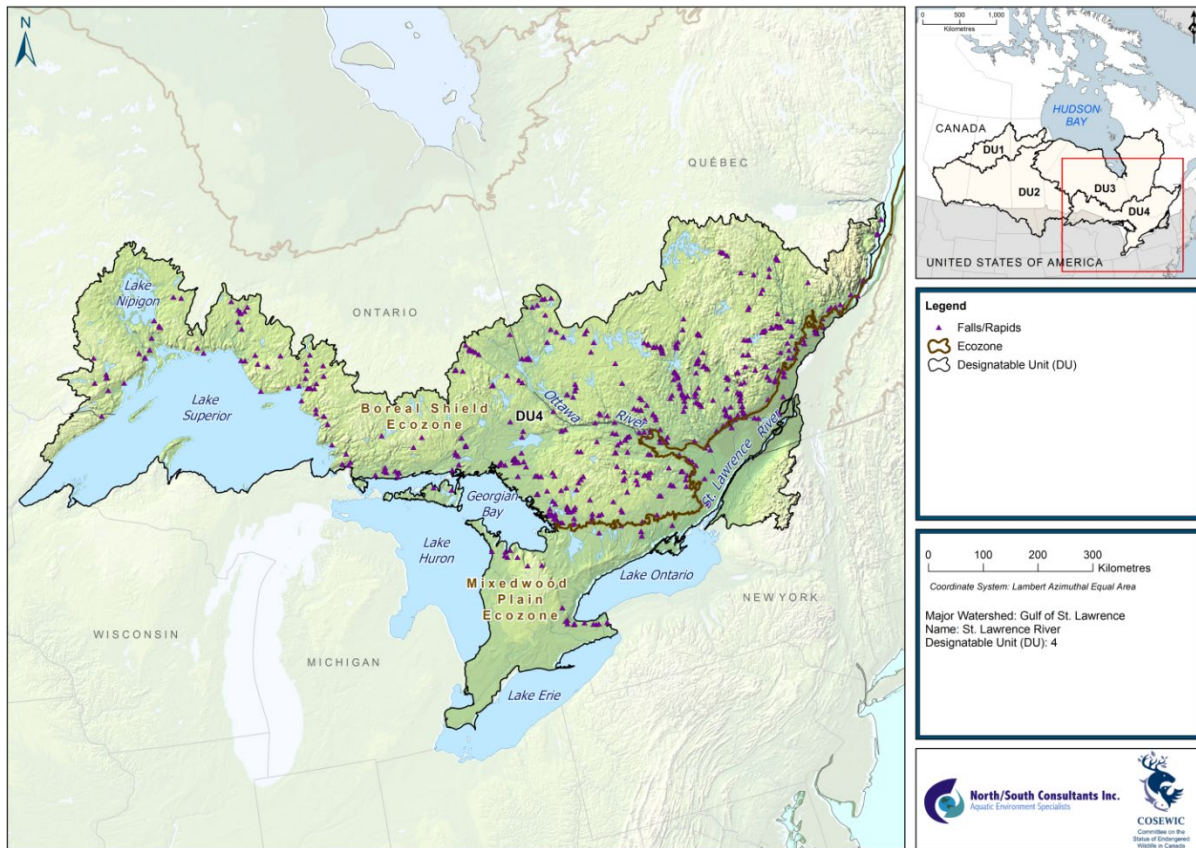 N
QUÉBEC
Lake
Nipigon
ONTARIO
Lake
Superior
Boreal Shield
Ecozone
DU4
Ottawa
River
St. Lawrence River
Georgian
Bay
Lake
Huron
Lake Ontario
Mixedwood
Plain
Ecozone
NEW YORK
WISCONSIN
MICHIGAN
Lake Erie
0 500 1,000
Kilometres
HUDSON
BAY
CANADA
DU1
DU2
DU3
DU4
UNITED STATES OF AMERICA
Legend
Falls/Rapids
Ecozone
Designatable Unit (DU)
0 100 200 300
Kilometres
Coordinate System: Lambert Azimuthal Equal Area
Major Watershed: Gulf of St. Lawrence
Name: St. Lawrence River
Designatable Unit (DU): 4
North/South Consultants Inc.
Aquatic Environment Specialists
COSEWIC
Committee on the
Status of Endangered
Wildlife in Canada